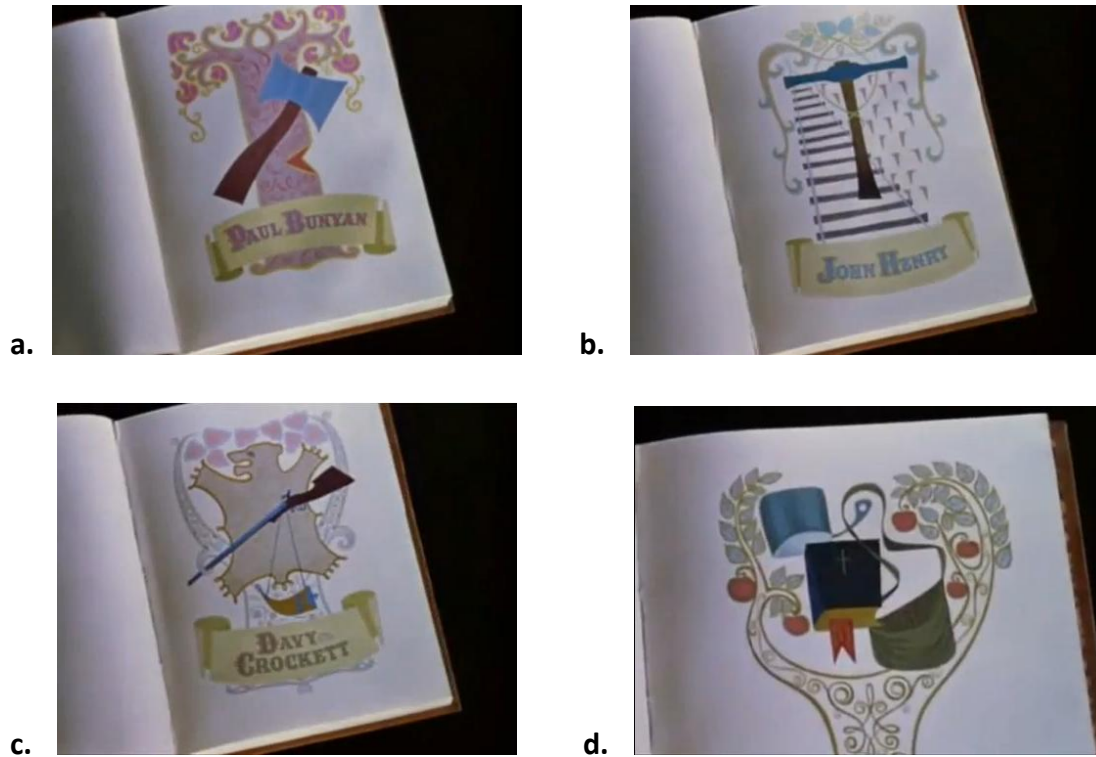 PAUL BUNYAN
a.
JOHN HENRY
b.
DAVY
CROCKETT
c.
d.